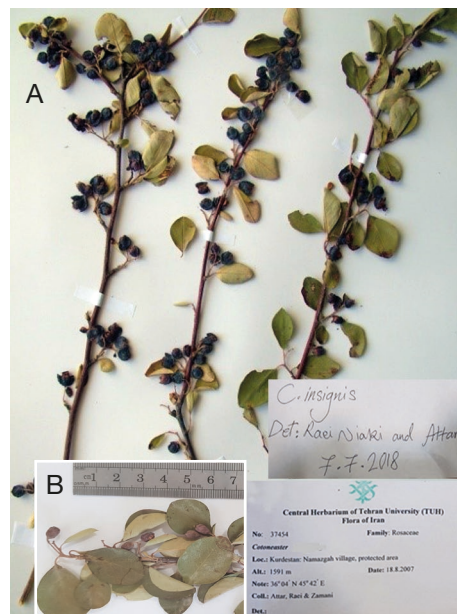 A
C. insignis
Det: Raei Niaki and Attar
7.7.2018
B
cm 1 2 3 4 5 6 7
Central Herbarium of Tehran University (TUH)
Flora of Iran
No: 37454 Family: Rosaceae
Cotoneaster
Loc.: Kurdestan: Namazgah village, protected area
Alt.: 1591 m Date: 18.8.2007
Note: 36°04' N 45°42' E
Coll.: Attar, Raei & Zamani
Det.: